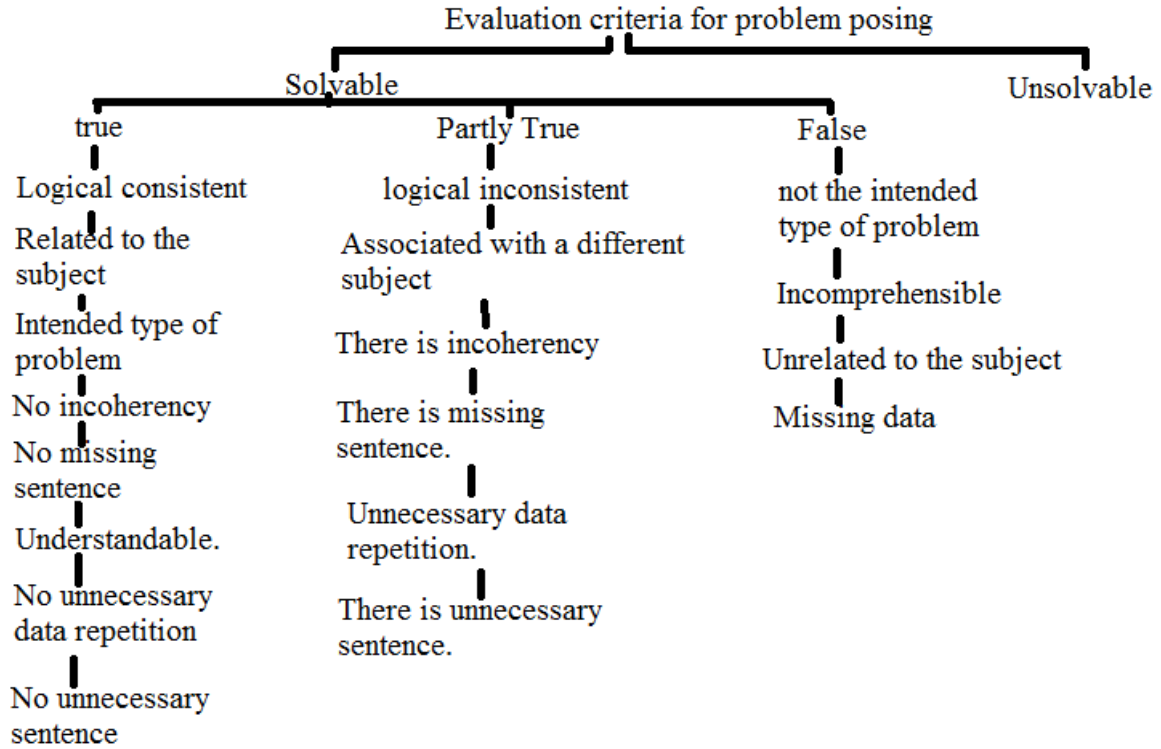 Evaluation criteria for problem posing
Solvable
Unsolvable
true
Partly True
False
Logical consistent
Related to the
subject
Intended type of
problem
No incoherency
No missing
sentence
Understandable.
No unnecessary
data repetition
No unnecessary
sentence
logical inconsistent
Associated with a different
subject
There is incoherency
There is missing
sentence.
Unnecessary data
repetition.
There is unnecessary
sentence.
not the intended
type of problem
Incomprehensible
Unrelated to the subject
Missing data